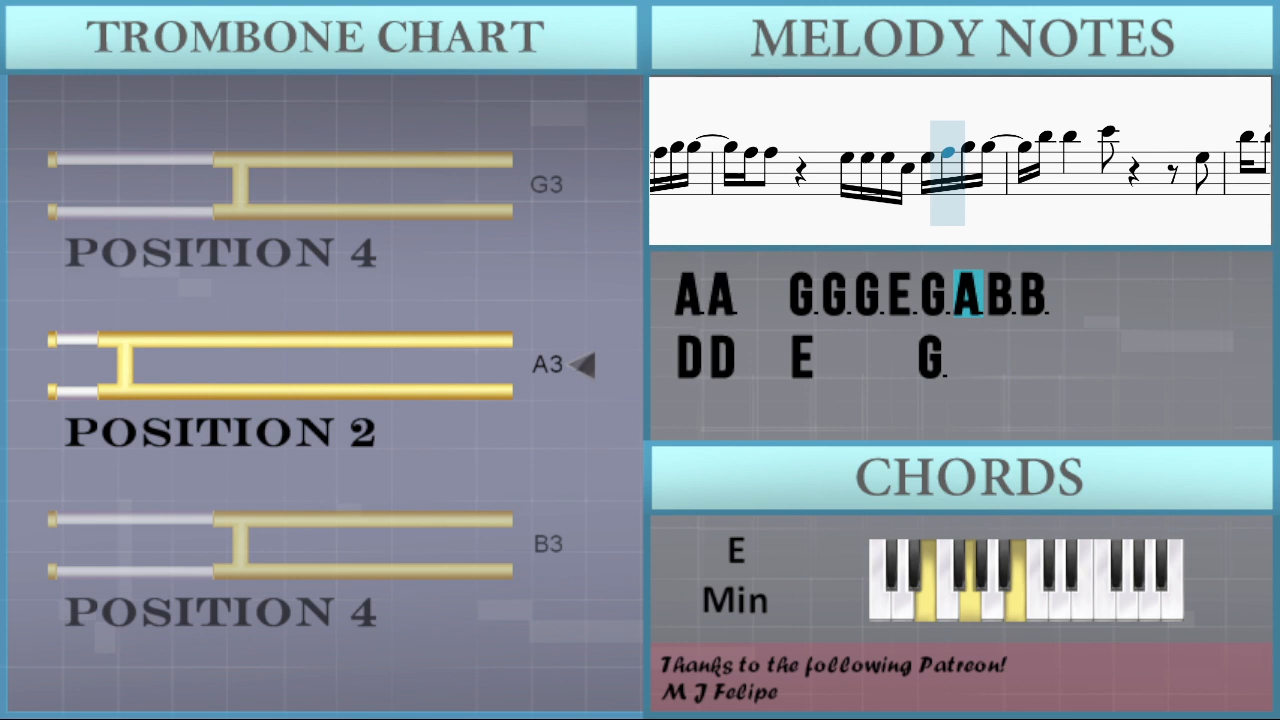 TROMBONE CHART
G3
POSITION 4
A3
POSITION 2
B3
POSITION 4
MELODY NOTES
A.A. G.G.G.E.G.A.B.B.
DD E G.
CHORDS
E
Min
Thanks to the following Patreon!
M J Felipe